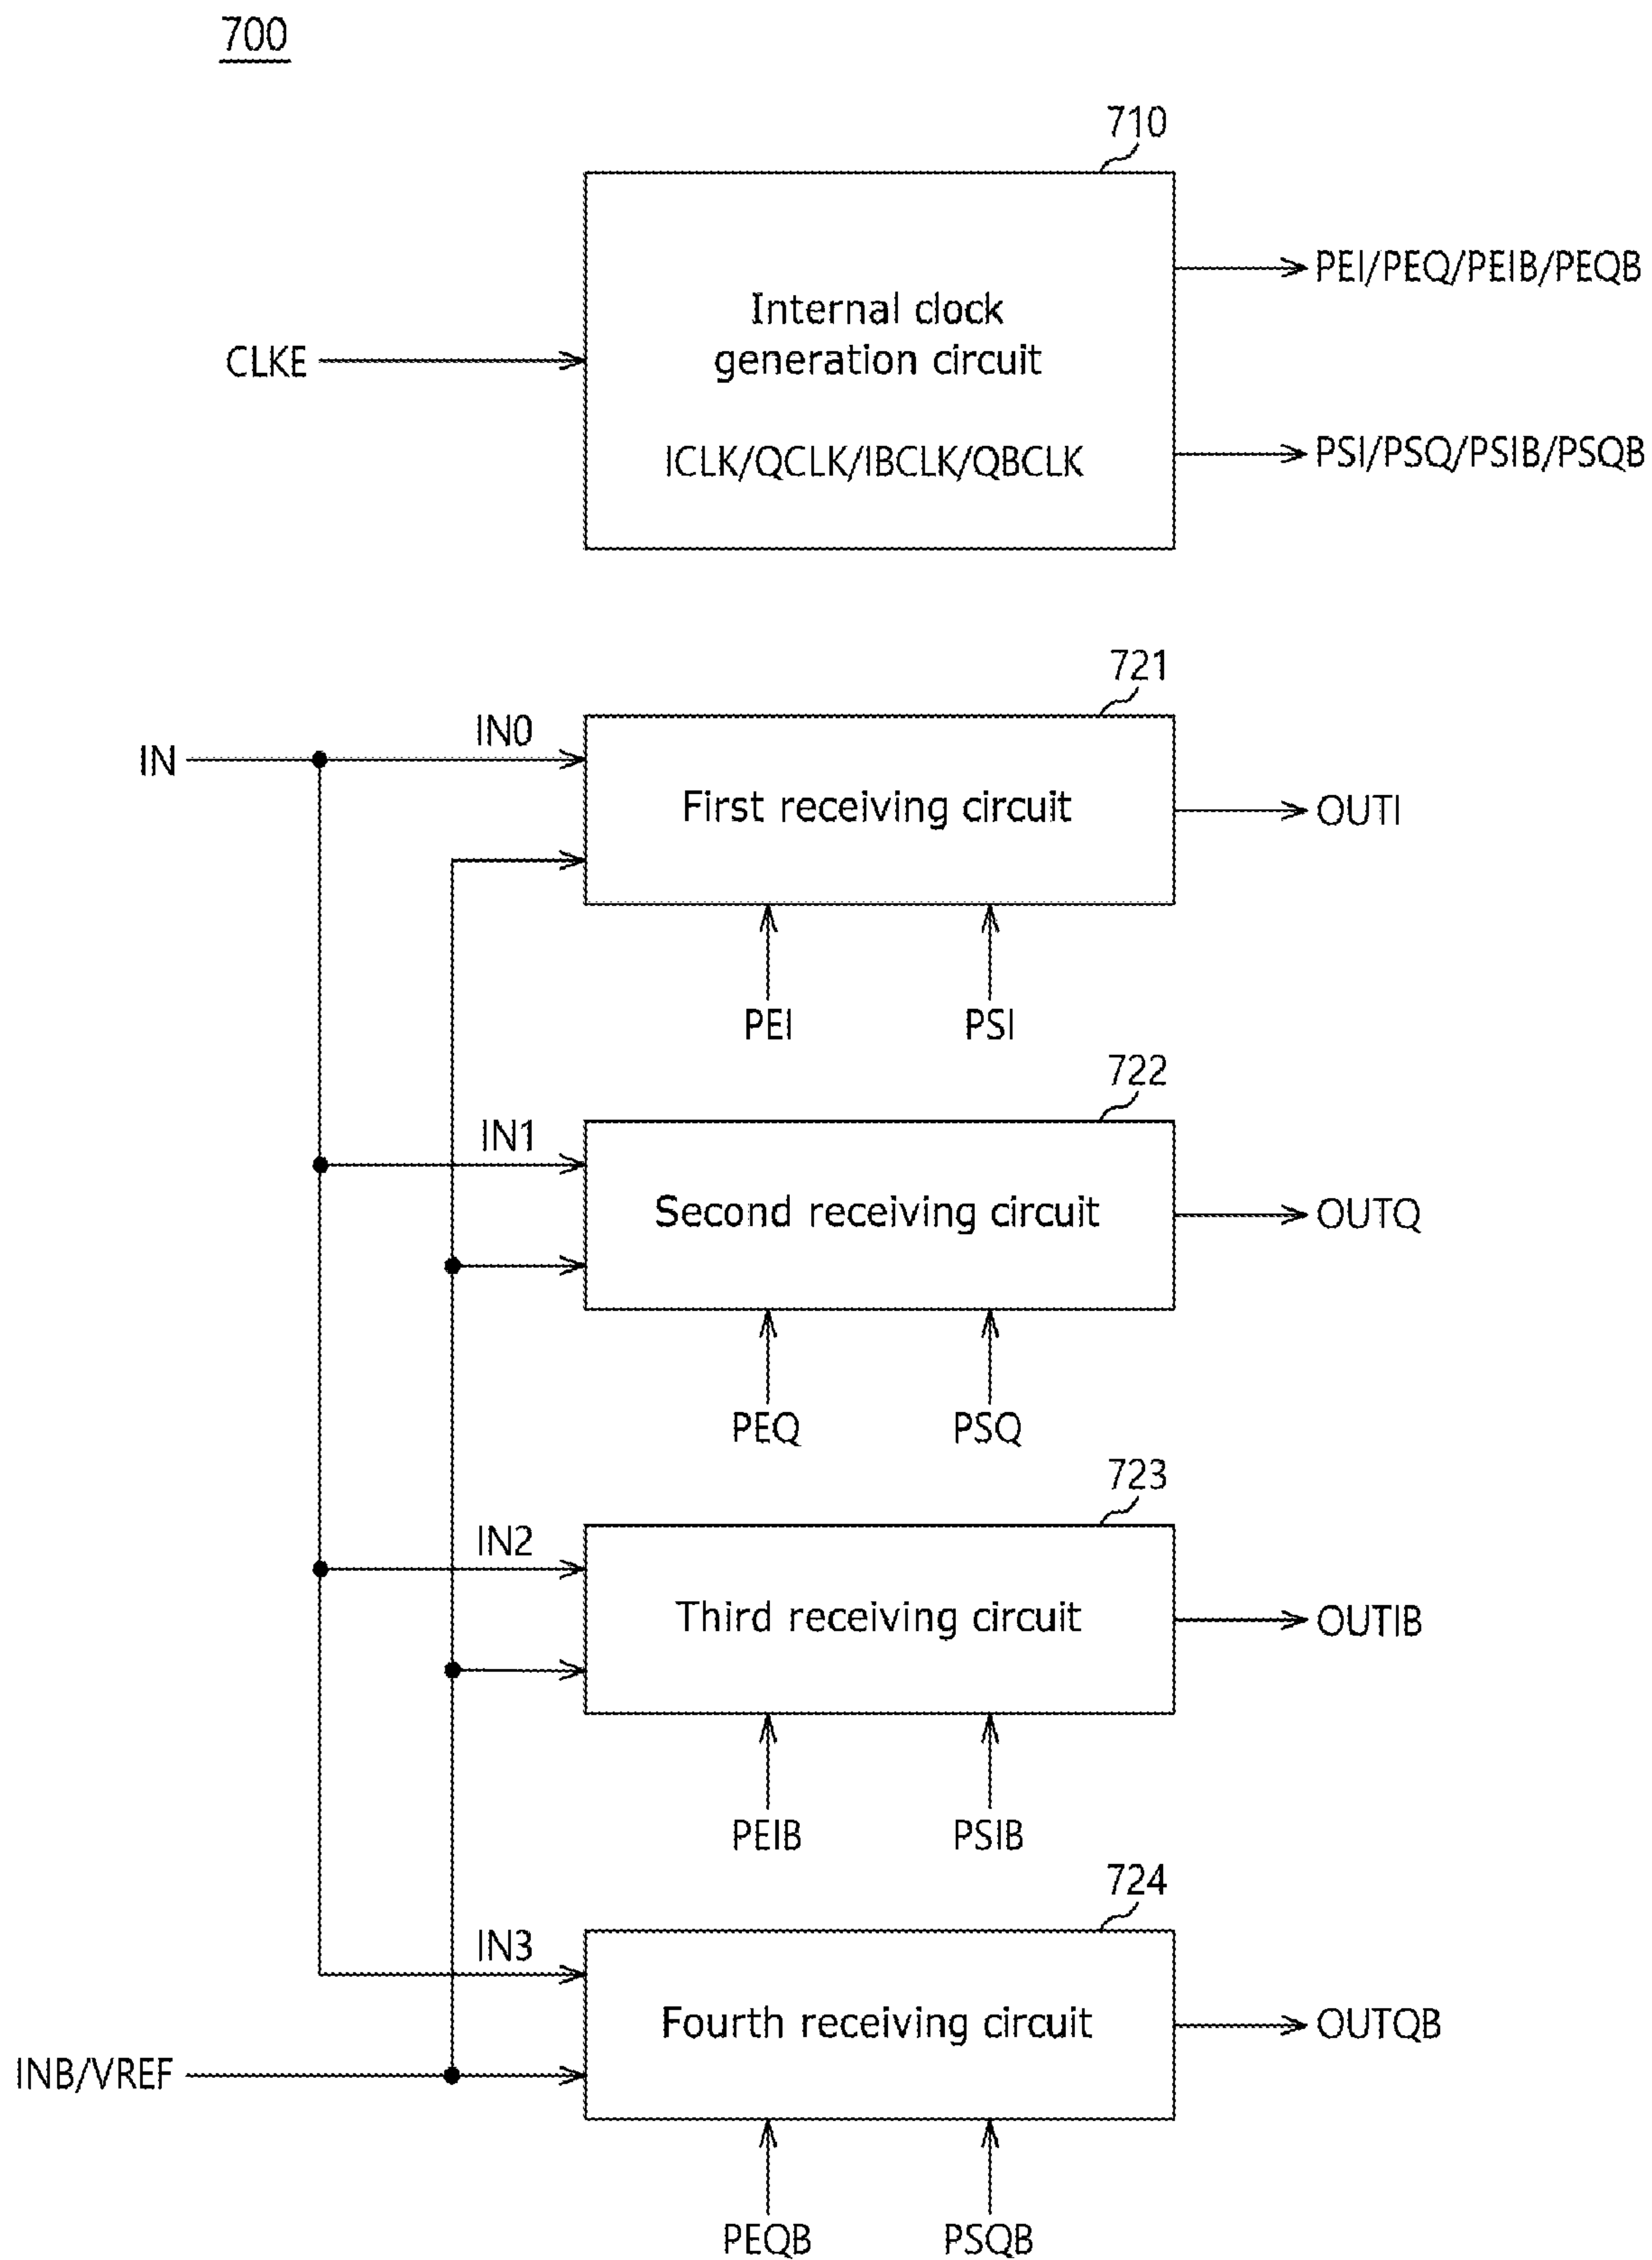 700
710
Internal clock
generation circuit
ICLK/QCLK/IBCLK/QBCLK
CLKE
PEI/PEQ/PEIB/PEQB
PSI/PSQ/PSIB/PSQB
721
IN
IN0
First receiving circuit
OUTI
PEI
PSI
722
IN1
Second receiving circuit
OUTQ
PEQ
PSQ
723
IN2
Third receiving circuit
OUTIB
PEIB
PSIB
724
IN3
Fourth receiving circuit
OUTQB
INB/VREF
PEQB
PSQB